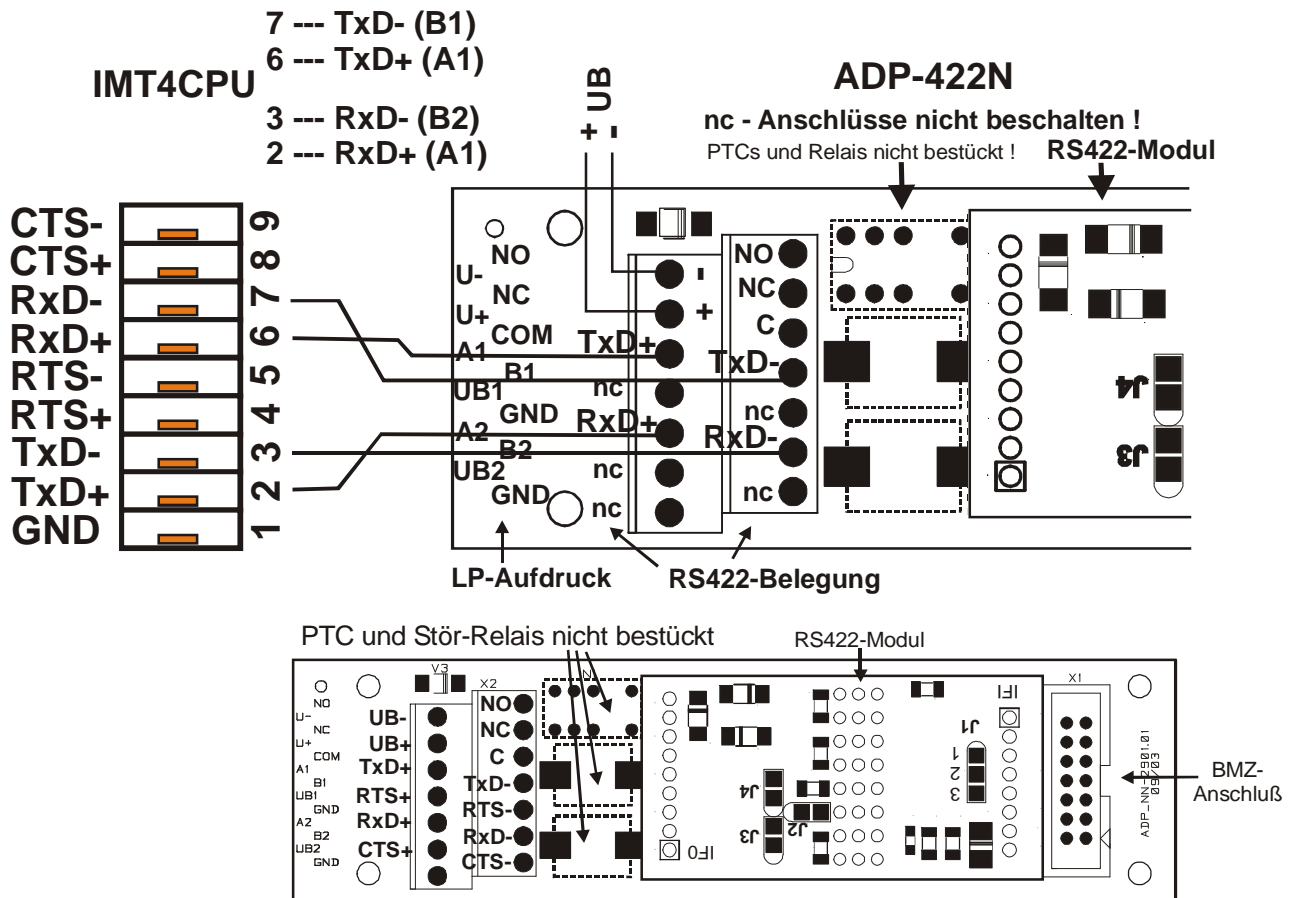 7 --- TxD- (B1)
6 --- TxD+ (A1)
IMT4CPU
3 --- RxD- (B2)
2 --- RxD+ (A1)
+ UB -
ADP-422N
nc - Anschlüsse nicht beschalten !
PTCs und Relais nicht bestückt !
RS422-Modul
CTS- 9
CTS+ 8
RxD- 7
RxD+ 6
RTS- 5
RTS+ 4
TxD- 3
TxD+ 2
GND 1
NO
U-
NC
U+
COM
A1
B1
UB1
GND
A2
B2
UB2
GND
-
+
TxD+
nc
RxD+
nc
nc
NO
NC
C
TxD-
nc
RxD-
nc
J4
J3
LP-Aufdruck
RS422-Belegung
PTC und Stör-Relais nicht bestückt
RS422-Modul
V3
X2
N
NO
U-
NC
U+
COM
A1
B1
UB1
GND
A2
B2
UB2
GND
UB-
UB+
TxD+
RTS+
RxD+
CTS+
NO
NC
C
TxD-
RTS-
RxD-
CTS-
IF0
J4
J3
J2
IF1
J1
1
2
3
X1
ADP_NN-2901.01
09/03
BMZ-
Anschluß